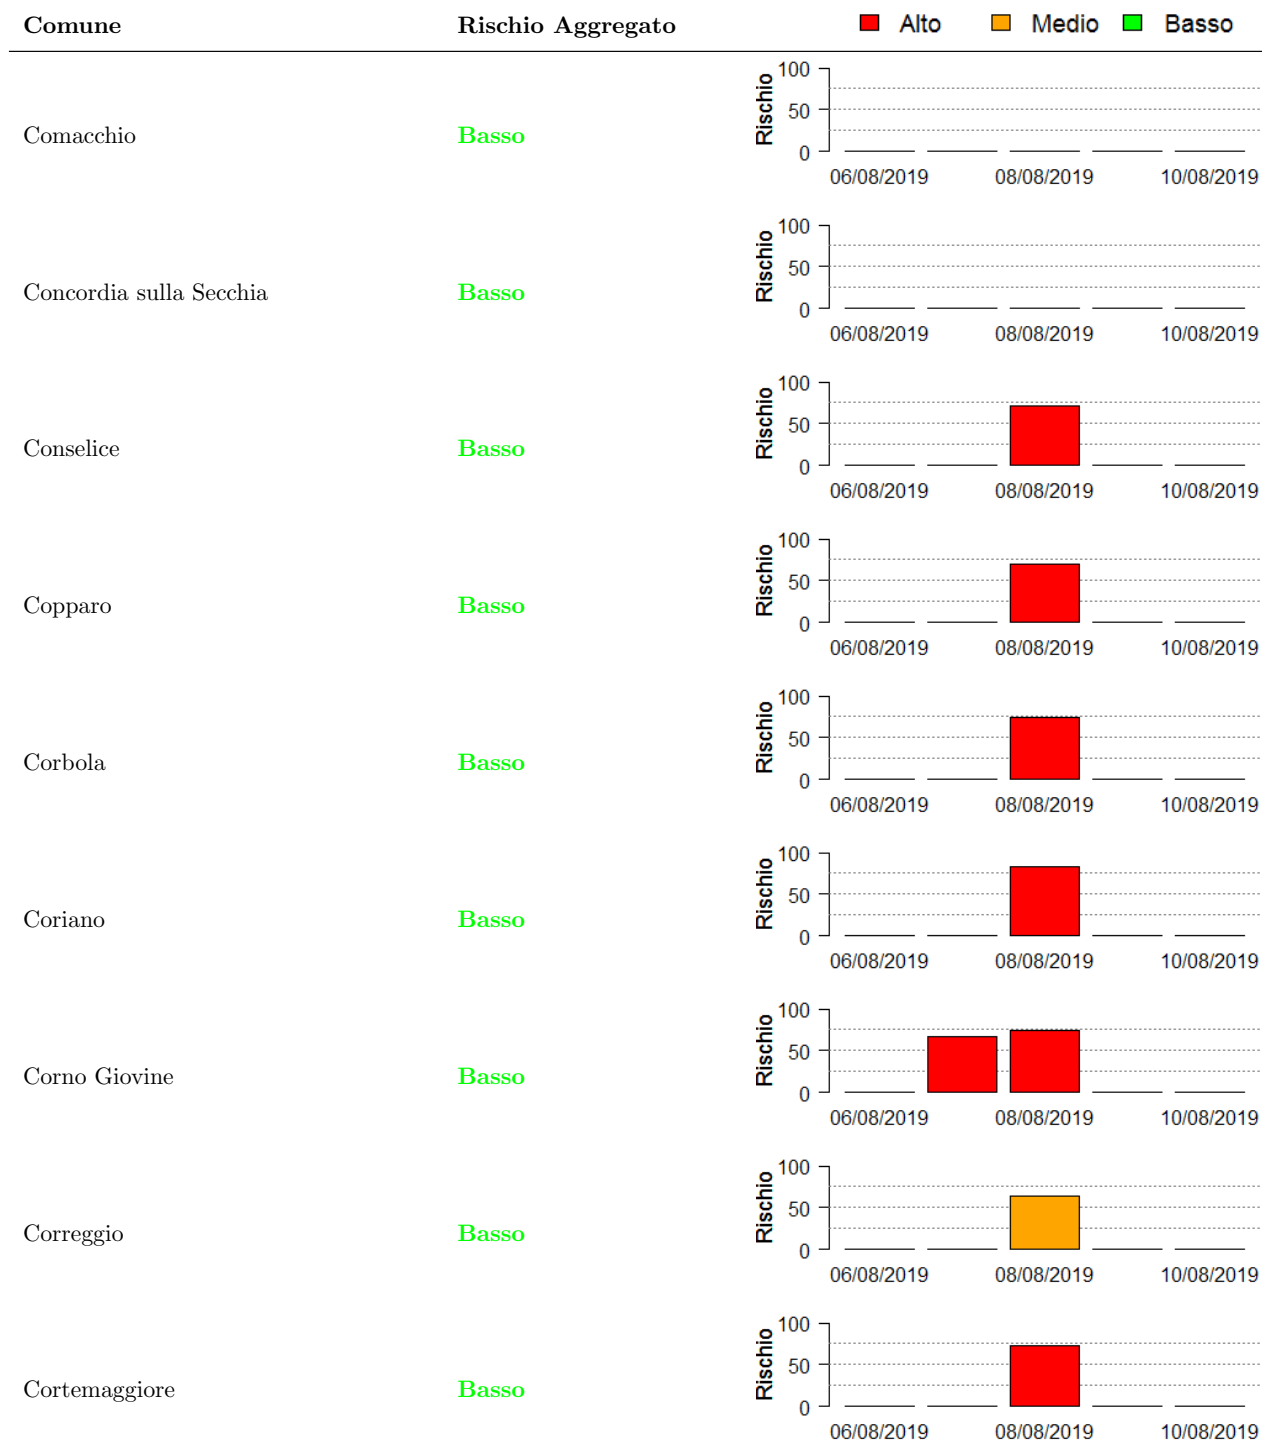 Comune Rischio Aggregato Alto Medio Basso
100
50
0
Rischio
Comacchio Basso
06/08/2019 08/08/2019 10/08/2019
100
50
0
Rischio
Concordia sulla Secchia Basso
06/08/2019 08/08/2019 10/08/2019
100
50
0
Rischio
Conselice Basso
06/08/2019 08/08/2019 10/08/2019
100
50
0
Rischio
Copparo Basso
06/08/2019 08/08/2019 10/08/2019
100
50
0
Rischio
Corbola Basso
06/08/2019 08/08/2019 10/08/2019
100
50
0
Rischio
Coriano Basso
06/08/2019 08/08/2019 10/08/2019
100
50
0
Rischio
Corno Giovine Basso
06/08/2019 08/08/2019 10/08/2019
100
50
0
Rischio
Correggio Basso
06/08/2019 08/08/2019 10/08/2019
100
50
0
Rischio
Cortemaggiore Basso
06/08/2019 08/08/2019 10/08/2019